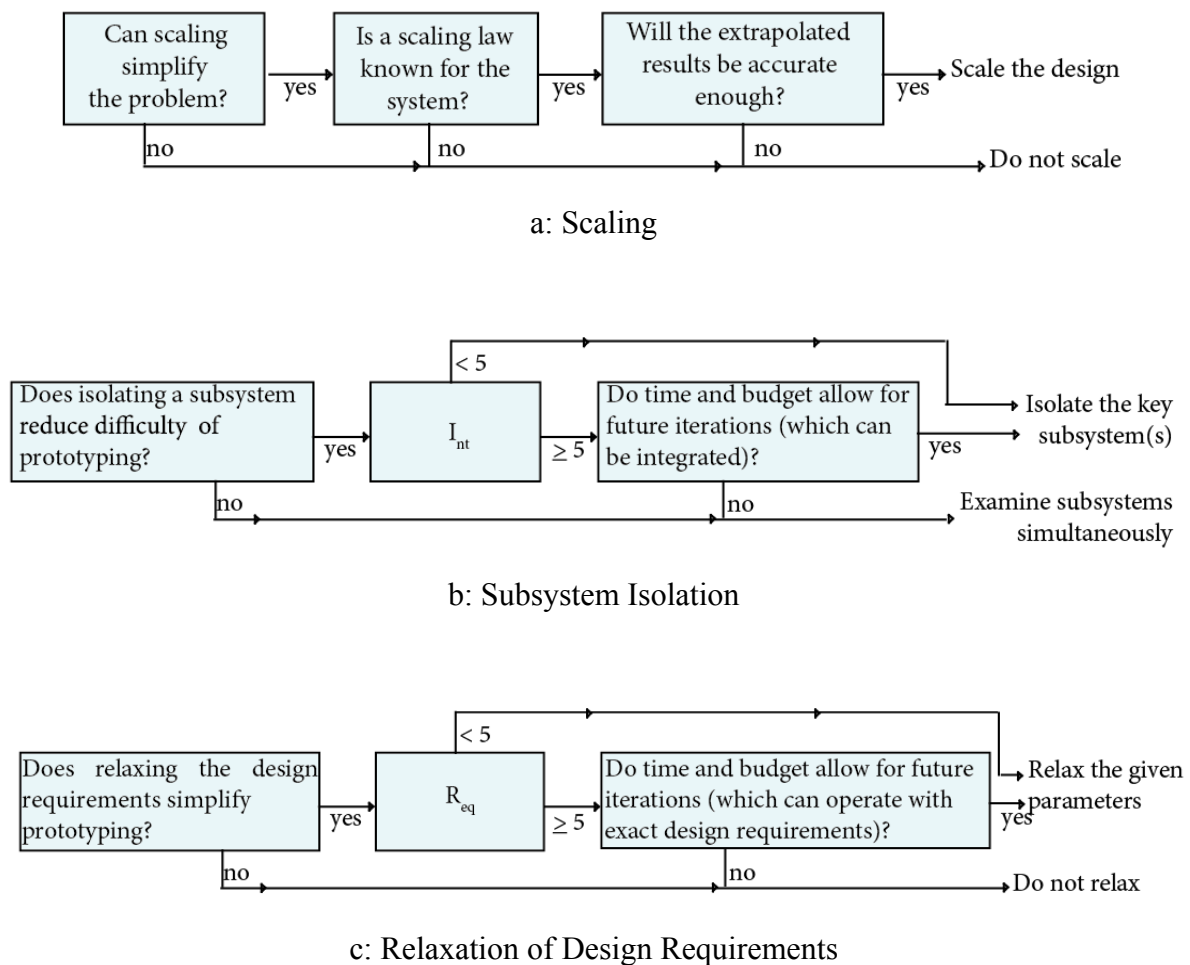 Can scaling
simplify
the problem?
yes
Is a scaling law
known for the
system?
yes
Will the extrapolated
results be accurate
enough?
yes
Scale the design
no
no
no
Do not scale
a: Scaling
< 5
Does isolating a subsystem
reduce difficulty of
prototyping?
yes
Int
≥ 5
Do time and budget allow for
future iterations (which can
be integrated)?
yes
Isolate the key
subsystem(s)
no
no
Examine subsystems
simultaneously
b: Subsystem Isolation
< 5
Does relaxing the design
requirements simplify
prototyping?
yes
Req
≥ 5
Do time and budget allow for future
iterations (which can operate with
exact design requirements)?
yes
Relax the given
parameters
no
no
Do not relax
c: Relaxation of Design Requirements